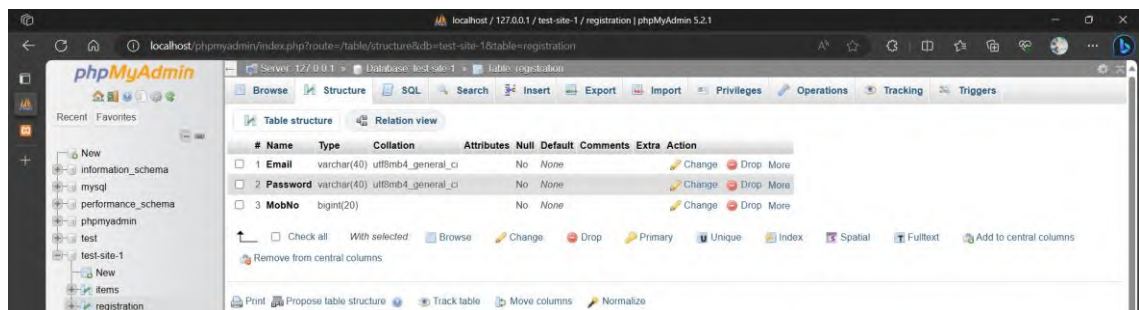 localhost / 127.0.0.1 / test-site-1 / registration | phpMyAdmin 5.2.1
localhost/phpmyadmin/index.php?route=/table/structure&db=test-site-1&table=registration
phpMyAdmin
Server: 127.0.0.1 » Database: test-site-1 » Table: registration
Browse Structure SQL Search Insert Export Import Privileges Operations Tracking Triggers
Recent Favorites
Table structure Relation view
# Name Type Collation Attributes Null Default Comments Extra Action
1 Email varchar(40) utf8mb4_general_ci No None Change Drop More
2 Password varchar(40) utf8mb4_general_ci No None Change Drop More
3 MobNo bigint(20) No None Change Drop More
Check all With selected: Browse Change Drop Primary Unique Index Spatial Fulltext Add to central columns
Remove from central columns
Print Propose table structure Track table Move columns Normalize
New
information_schema
mysql
performance_schema
phpmyadmin
test
test-site-1
New
items
registration